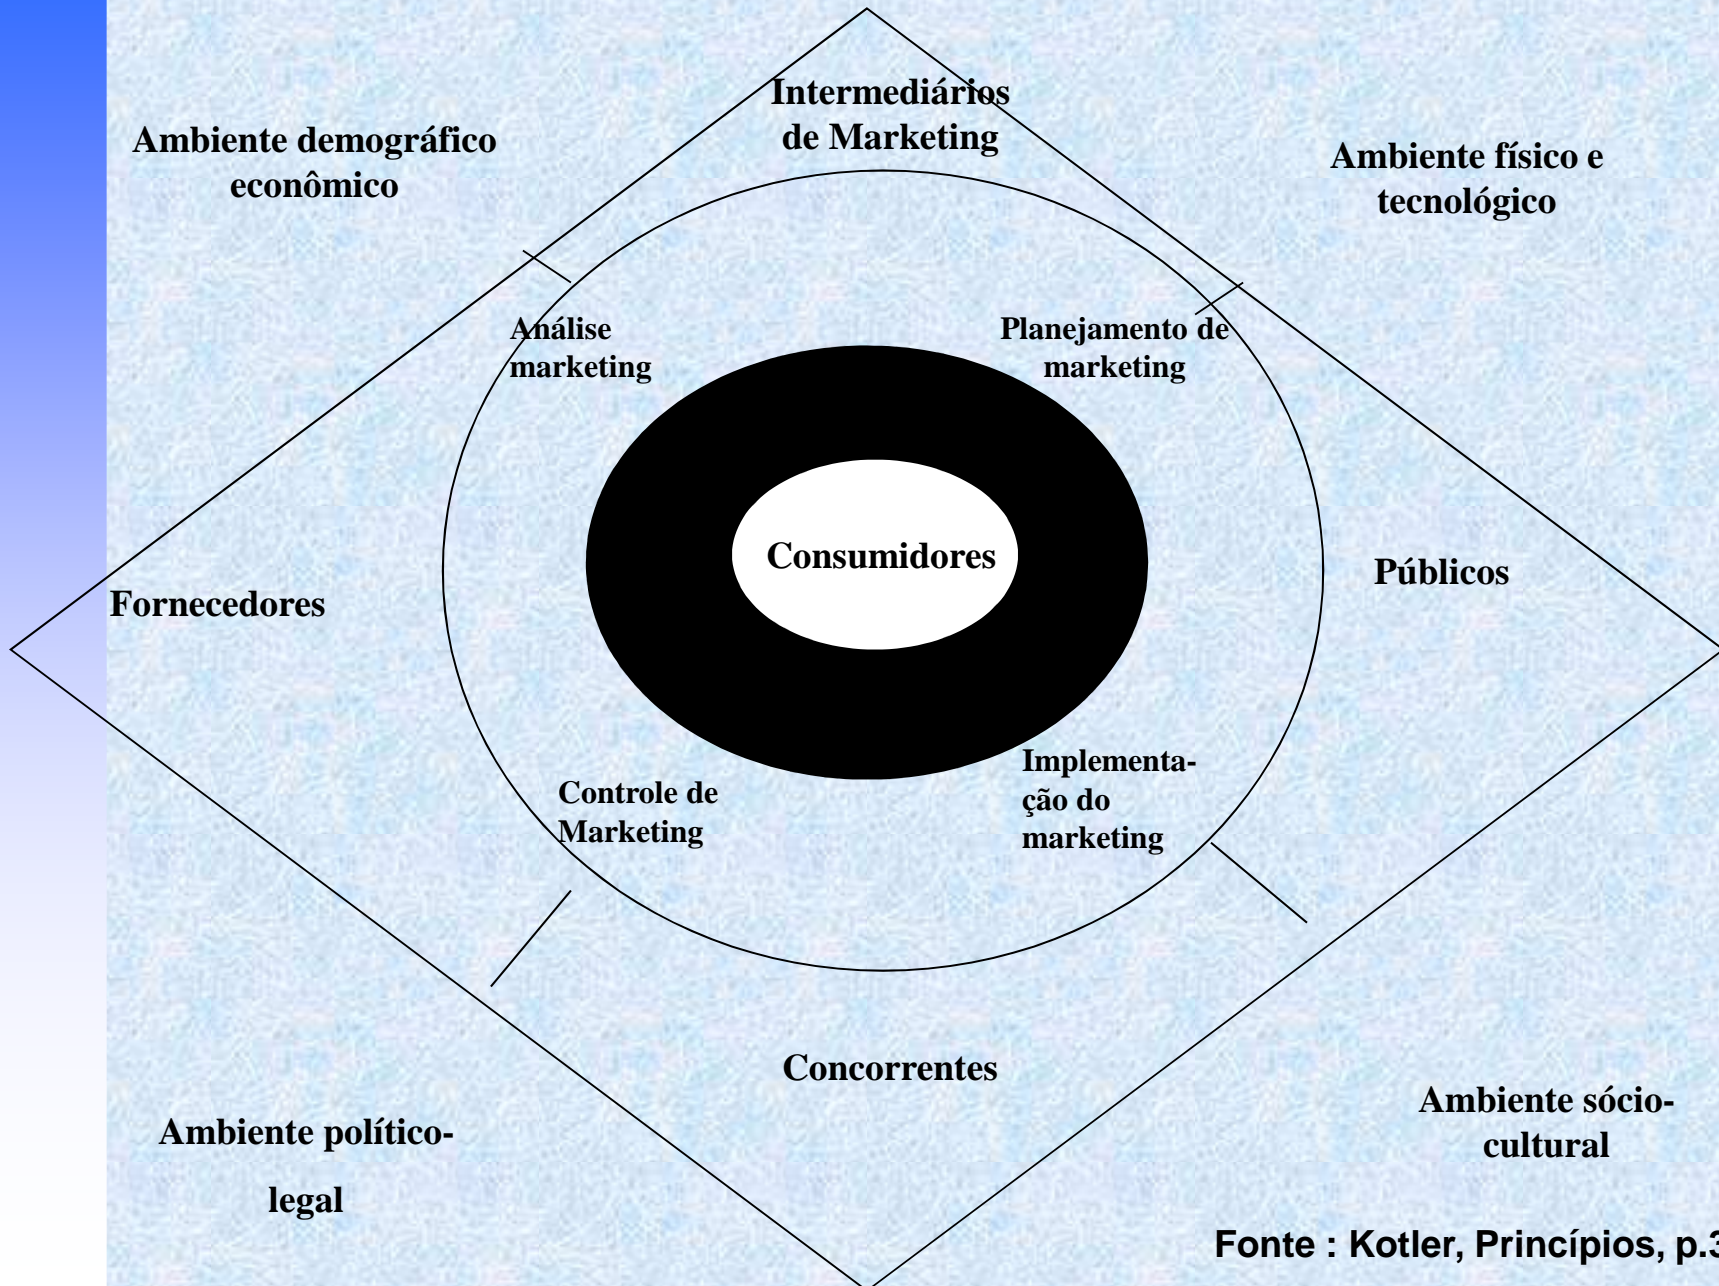 Intermediários
de Marketing
Ambiente demográfico
econômico
Ambiente físico e
tecnológico
Análise
marketing
Planejamento de
marketing
Consumidores
Públicos
Fornecedores
Implementa-
ção do
marketing
Controle de
Marketing
Concorrentes
Ambiente sócio-
cultural
Ambiente político-
legal
Fonte : Kotler, Princípios, p.3